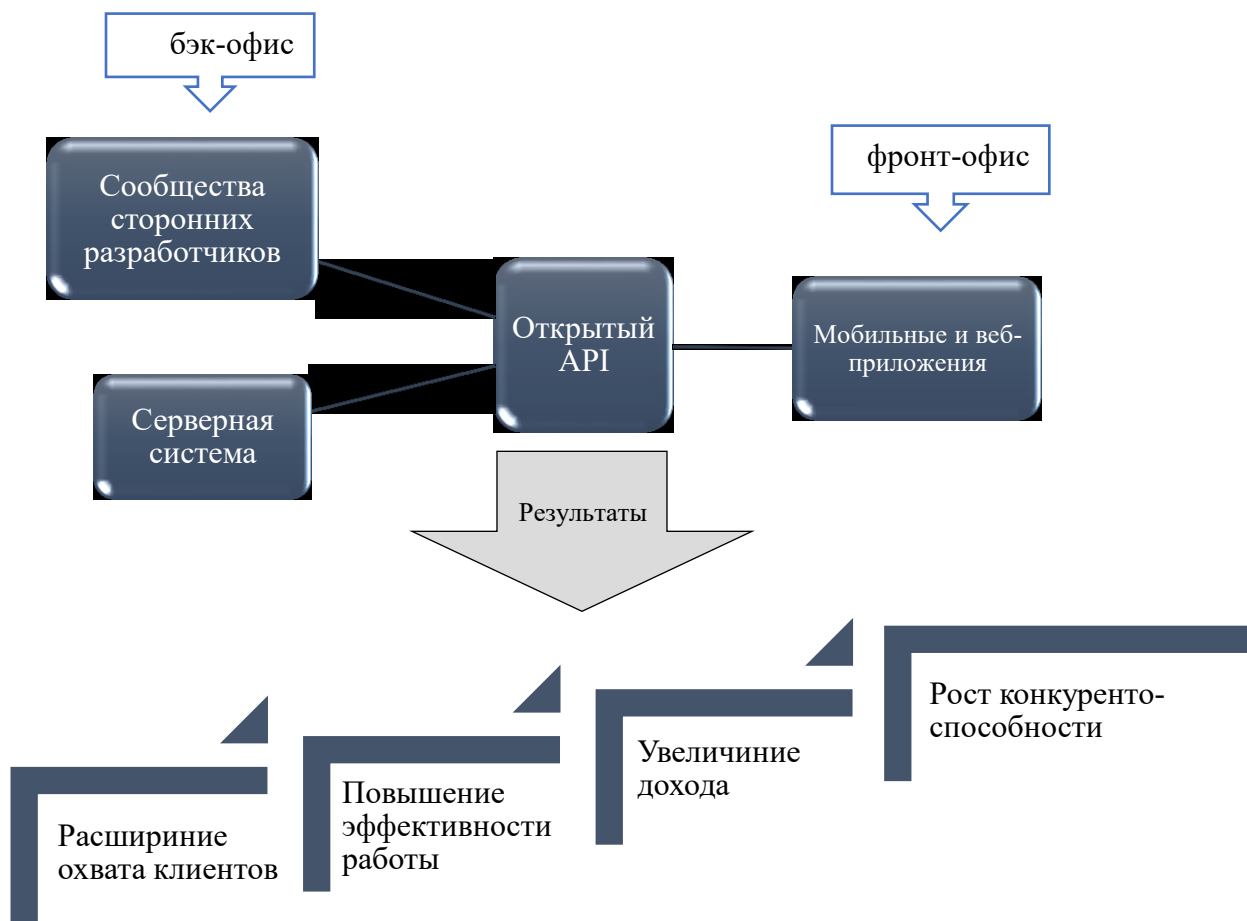 бэк-офис
фронт-офис
Сообщества
сторонних
разработчиков
Открытый
API
Мобильные и веб-
приложения
Серверная
система
Результаты
Расшириние
охвата клиентов
Повышение
эффективности
работы
Увеличиние
дохода
Рост конкуренто-
способности